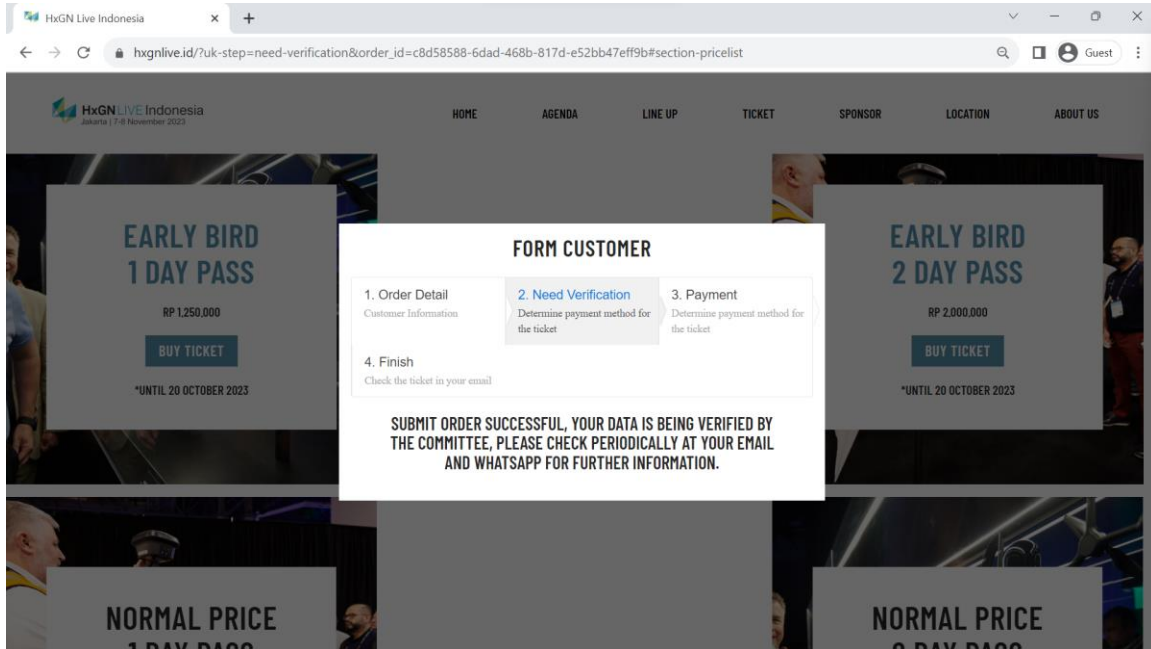 HxGN Live Indonesia
hxgnlive.id/?uk-step=need-verification&order_id=c8d58588-6dad-468b-817d-e52bb47eff9b#section-pricelist
Guest
HxGN LIVE Indonesia
Jakarta | 7-8 November 2023
HOME
AGENDA
LINE UP
TICKET
SPONSOR
LOCATION
ABOUT US
EARLY BIRD
1 DAY PASS
RP 1,250,000
BUY TICKET
*UNTIL 20 OCTOBER 2023
FORM CUSTOMER
1. Order Detail
Customer Information
2. Need Verification
Determine payment method for
the ticket
3. Payment
Determine payment method for
the ticket
4. Finish
Check the ticket in your email
SUBMIT ORDER SUCCESSFUL, YOUR DATA IS BEING VERIFIED BY
THE COMMITTEE, PLEASE CHECK PERIODICALLY AT YOUR EMAIL
AND WHATSAPP FOR FURTHER INFORMATION.
EARLY BIRD
2 DAY PASS
RP 2,000,000
BUY TICKET
*UNTIL 20 OCTOBER 2023
NORMAL PRICE
1 DAY PASS
NORMAL PRICE
2 DAY PASS